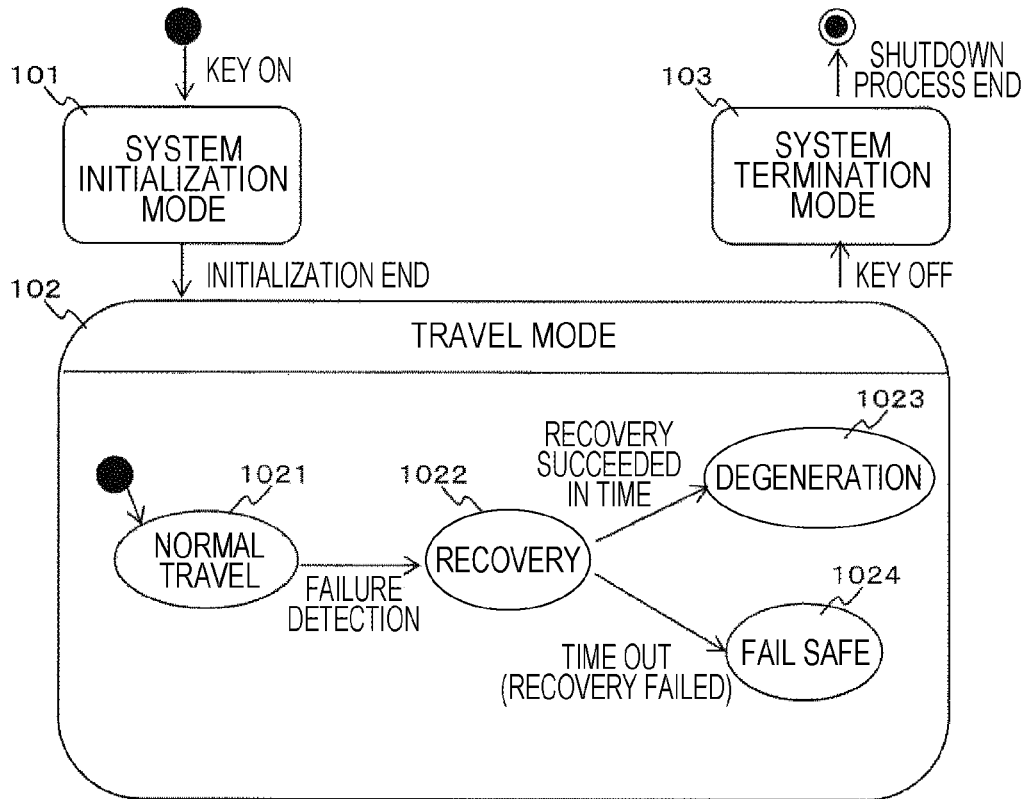 KEY ON
SHUTDOWN
PROCESS END
101
103
SYSTEM
INITIALIZATION
MODE
SYSTEM
TERMINATION
MODE
INITIALIZATION END
KEY OFF
102
TRAVEL MODE
1023
RECOVERY
SUCCEEDED
IN TIME
DEGENERATION
1021
1022
NORMAL
TRAVEL
RECOVERY
FAILURE
DETECTION
1024
TIME OUT
(RECOVERY FAILED)
FAIL SAFE